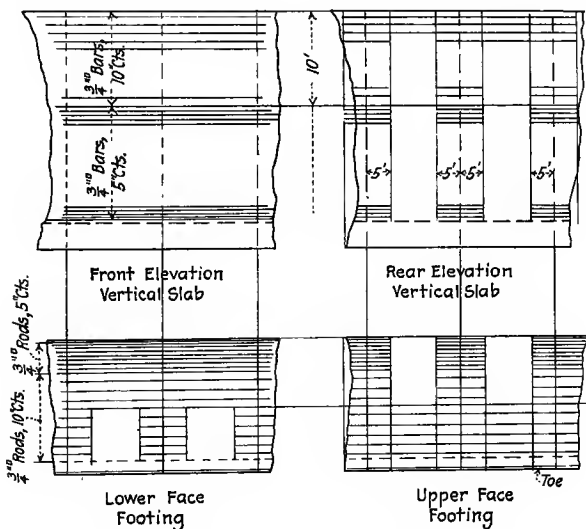 3/4"□ Bars,
10"Cts.
3/4"□ Bars,
5"Cts.
10'
5'
5'
5'
5'
Front Elevation
Vertical Slab
Rear Elevation
Vertical Slab
3/4"□ Rods, 5"Cts.
3/4"□ Rods, 10"Cts.
Lower Face
Footing
Upper Face
Footing
Toe